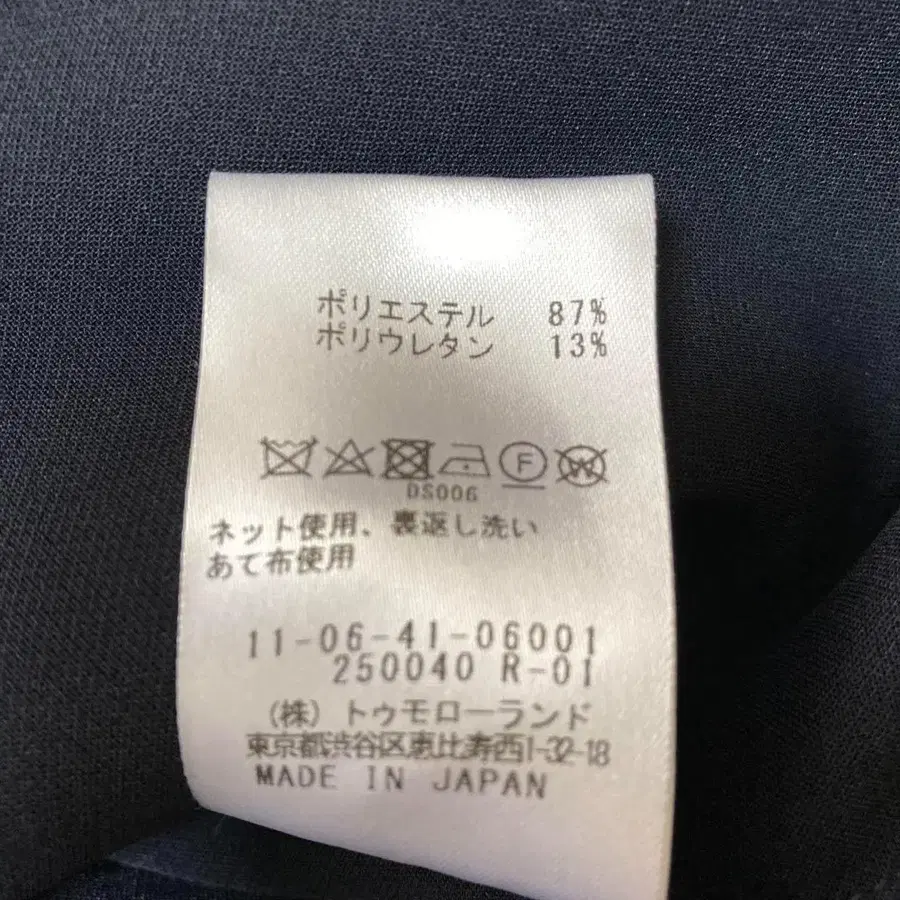 ポリエステル 87%
ポリウレタン 13%
F W
DS006
ネット使用、裏返し洗い
あて布使用
11-06-41-06001
250040 R-01
(株) トゥモローランド
東京都渋谷区恵比寿西1-32-18
MADE IN JAPAN